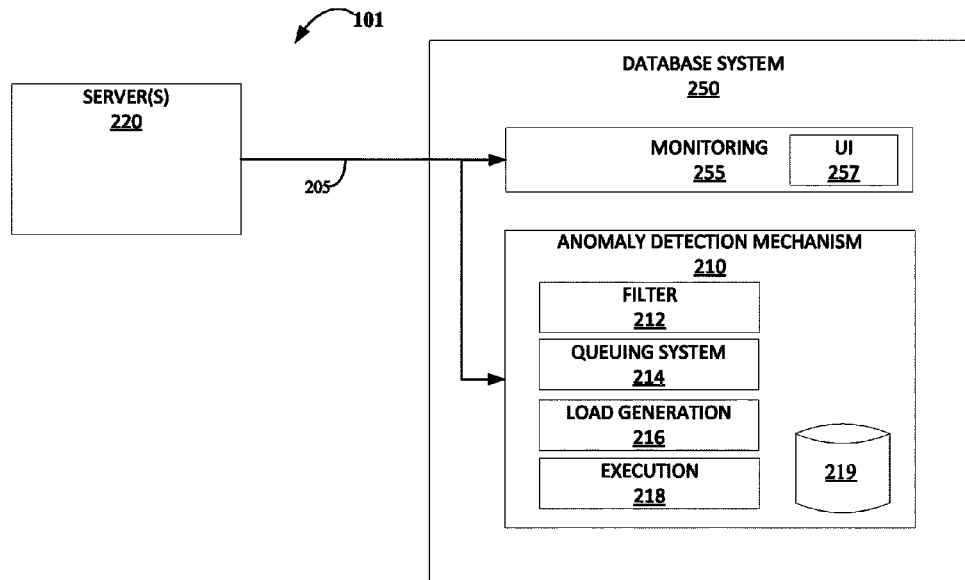 101
DATABASE SYSTEM
250
SERVER(S)
220
MONITORING
255
UI
257
205
ANOMALY DETECTION MECHANISM
210
FILTER
212
QUEUING SYSTEM
214
LOAD GENERATION
216
EXECUTION
218
219